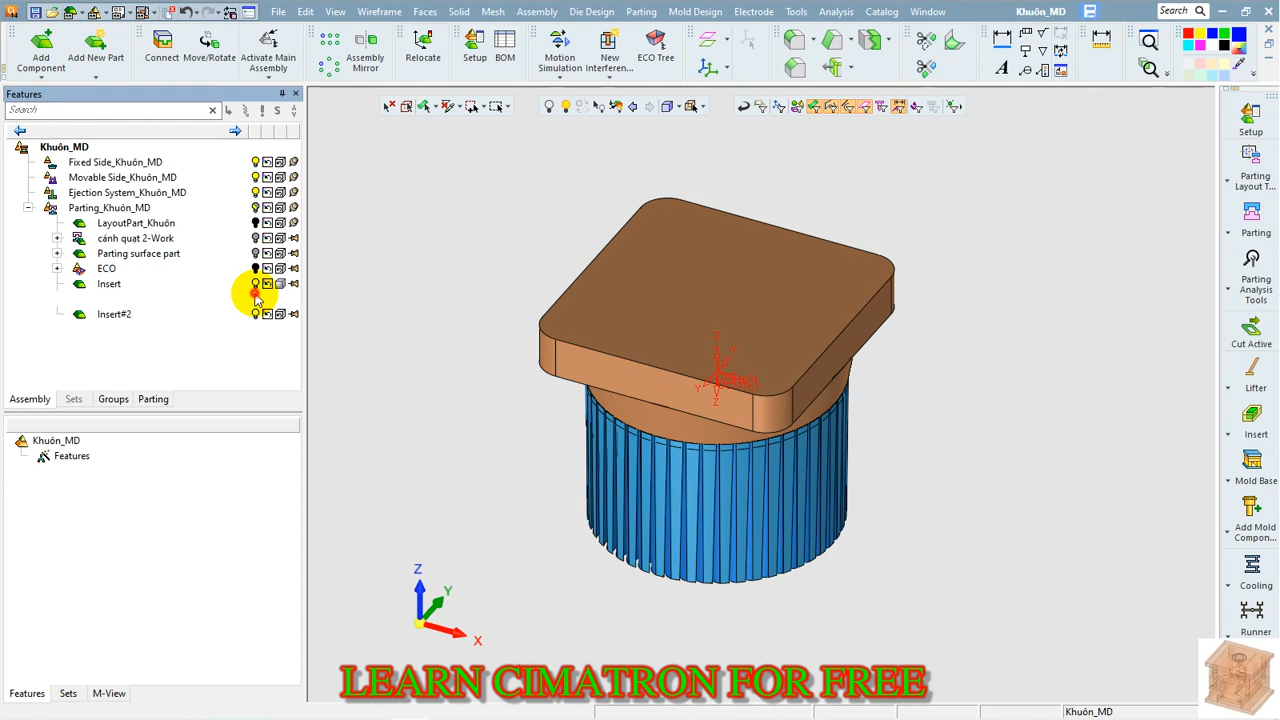 File Edit View Wireframe Faces Solid Mesh Assembly Die Design Parting Mold Design Electrode Tools Analysis Catalog Window Khuôn_MD Search
Add Component
Add New Part
Connect
Move/Rotate
Activate Main Assembly
Assembly Mirror
Relocate
Setup
BOM
Motion Simulation
New Interferen...
ECO Tree
Features
Search
Khuôn_MD
Fixed Side_Khuôn_MD
Movable Side_Khuôn_MD
Ejection System_Khuôn_MD
Parting_Khuôn_MD
LayoutPart_Khuôn
cánh quạt 2-Work
Parting surface part
ECO
Insert
Insert#2
Assembly Sets Groups Parting
Khuôn_MD
Features
Features Sets M-View
Z
Y
X
Z
Y
Y
Z
Setup
Parting Layout T...
Parting
Parting Analysis Tools
Cut Active
Lifter
Insert
Mold Base
Add Mold Compon...
Cooling
Runner
LEARN CIMATRON FOR FREE
Khuôn_MD